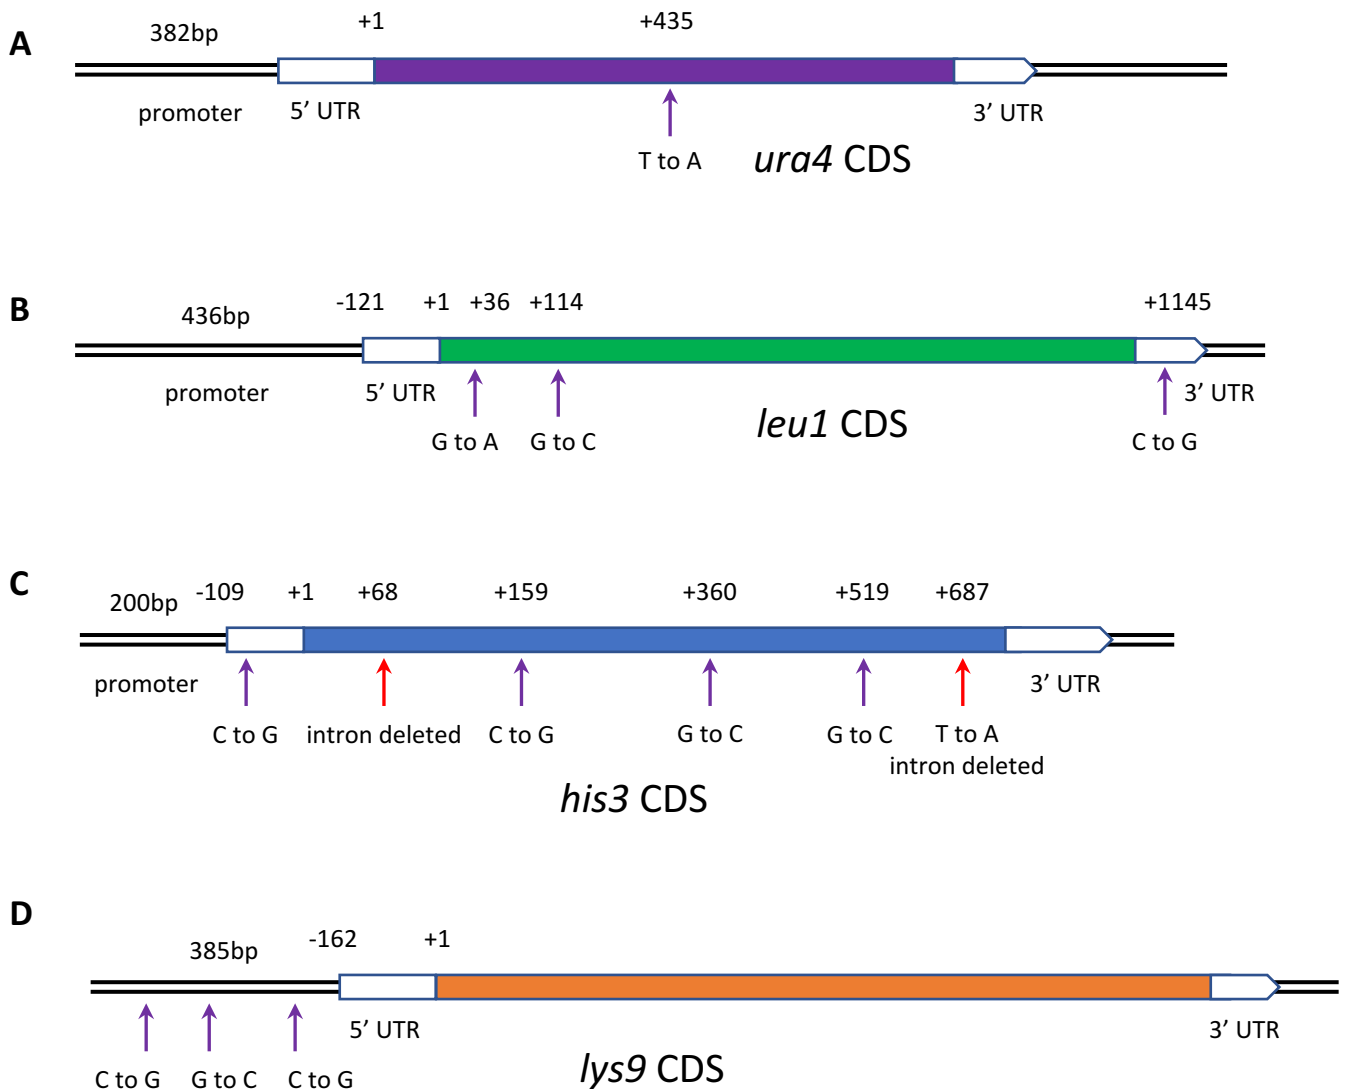 A
382bp +1 +435
promoter 5’ UTR 3’ UTR
T to A ura4 CDS
B
436bp -121 +1 +36 +114 +1145
promoter 5’ UTR 3’ UTR
G to A G to C leu1 CDS C to G
C
200bp -109 +1 +68 +159 +360 +519 +687
promoter 3’ UTR
C to G intron deleted C to G G to C G to C T to A
intron deleted
his3 CDS
D
385bp -162 +1
5’ UTR 3’ UTR
C to G G to C C to G lys9 CDS